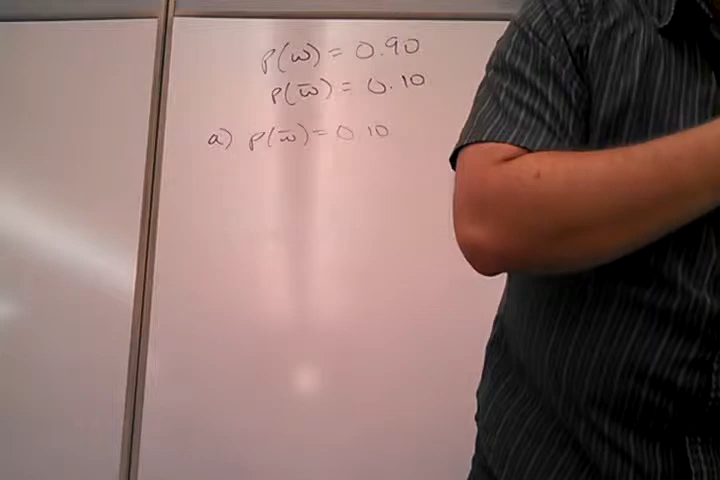 P(w) = 0.90
P(w̄) = 0.10
a) P(w̄) = 0.10